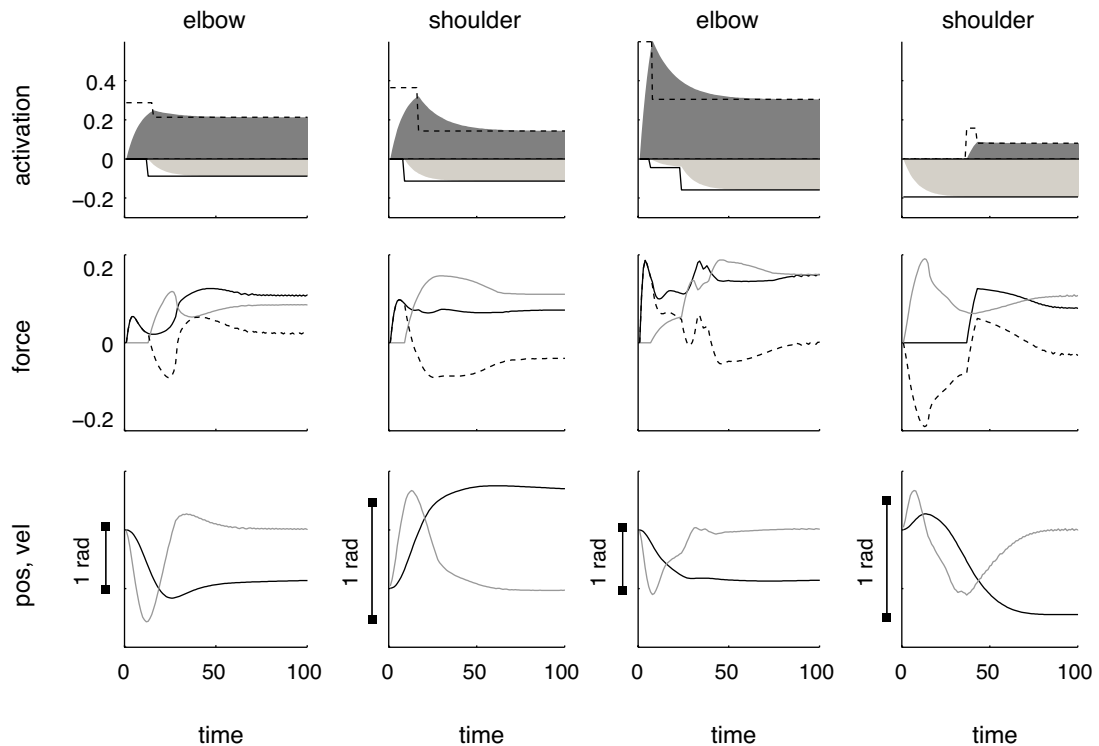 elbow shoulder elbow shoulder
activation
0.4
0.2
0
−0.2
force
0.2
0
−0.2
pos, vel
1 rad 1 rad 1 rad 1 rad
0 50 100 0 50 100 0 50 100 0 50 100
time time time time